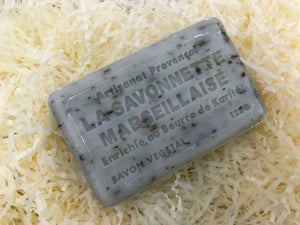 Artisanat Provençal
LA SAVONNETTE
MARSEILLAISE
Enrichie au Beurre de Karité
SAVON VEGETAL
125g